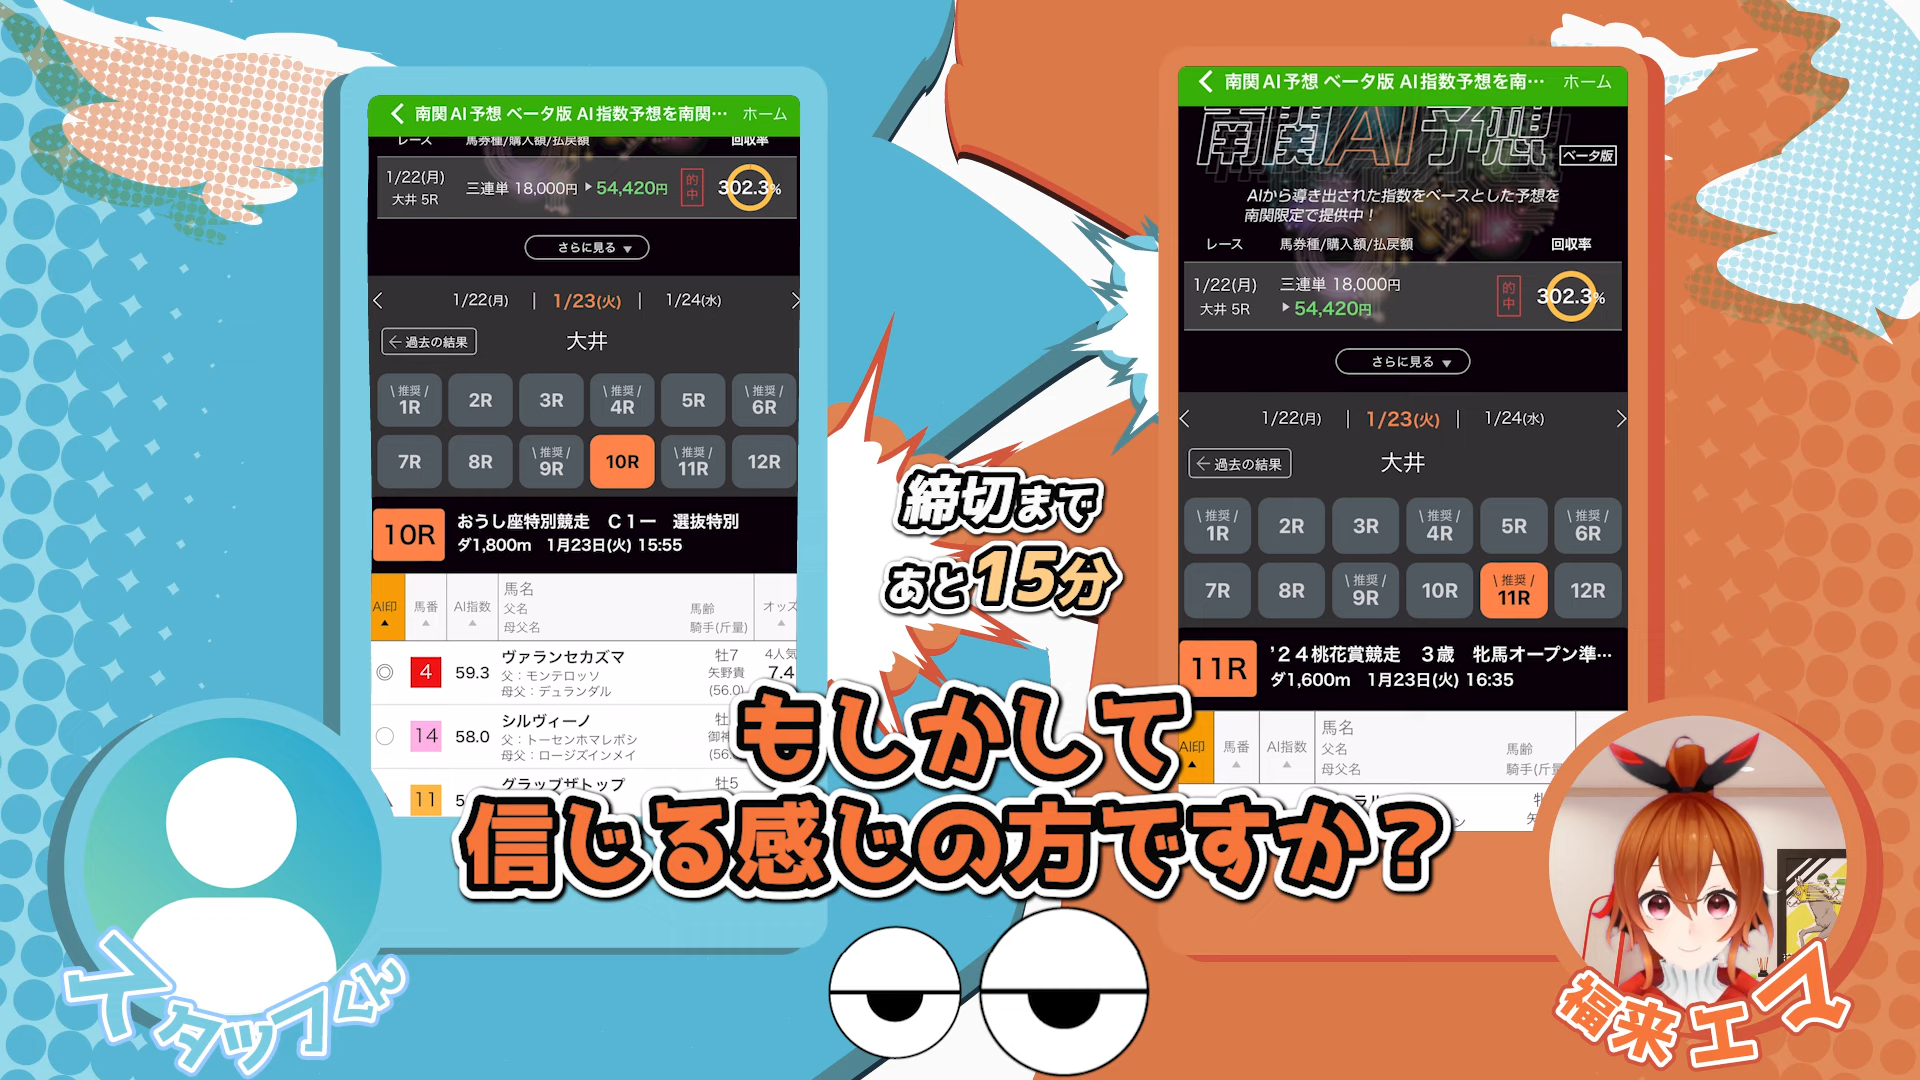 南関AI予想 ベータ版 AI指数予想を南関… ホーム
レース 馬券種/購入額/払戻額 回収率
1/22(月) 大井 5R 三連単 18,000円 ▶ 54,420円 的中 302.3%
さらに見る ▼
1/22(月) | 1/23(火) | 1/24(水)
←過去の結果 大井
\推奨/ 1R 2R 3R \推奨/ 4R 5R \推奨/ 6R
7R 8R \推奨/ 9R 10R \推奨/ 11R 12R
10R おうし座特別競走 C1一 選抜特別
ダ1,800m 1月23日(火) 15:55
AI印 ▲ 馬番 ▲ AI指数 ▲ 馬名 父名 母父名 馬齢 騎手(斤量) オッズ ▲
◎ 4 59.3 ヴァランセカズマ 牡7 4人気
父:モンテロッソ 矢野貴 7.4
母父:デュランダル (56.0)
○ 14 58.0 シルヴィーノ 牡
父:トーセンホマレボシ 御神
母父:ロージズインメイ (56.
11 5 グラップザトップ 牡5
南関AI予想 ベータ版 AI指数予想を南… ホーム
南関AI予想 ベータ版
AIから導き出された指数をベースとした予想を
南関限定で提供中!
レース 馬券種/購入額/払戻額 回収率
1/22(月) 三連単 18,000円 的中 302.3%
大井 5R ▶ 54,420円
さらに見る ▼
1/22(月) | 1/23(火) | 1/24(水)
←過去の結果 大井
\推奨/ 1R 2R 3R \推奨/ 4R 5R \推奨/ 6R
7R 8R \推奨/ 9R 10R \推奨/ 11R 12R
11R '24桃花賞競走 3歳 牝馬オープン準…
ダ1,600m 1月23日(火) 16:35
AI印 ▲ 馬番 ▲ AI指数 ▲ 馬名 父名 母父名 馬齢 騎手(斤量
締切まで
あと15分
もしかして
信じる感じの方ですか?
スタッフくん
福来エマ